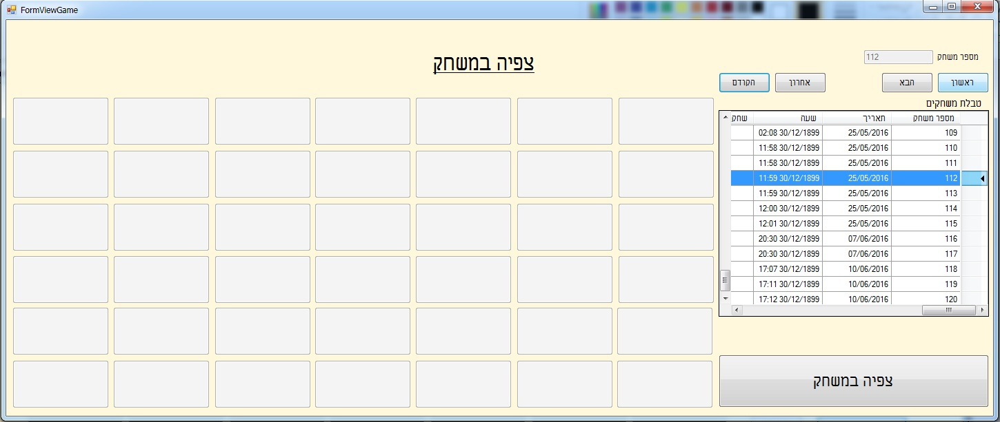 FormViewGame
צפיה במשחק
מספר משחק 112
ראשון הבא אחרון הקודם
טבלת משחקים
מספר משחק תאריך שעה שחק
109 25/05/2016 02:08 30/12/1899
110 25/05/2016 11:58 30/12/1899
111 25/05/2016 11:58 30/12/1899
112 25/05/2016 11:59 30/12/1899
113 25/05/2016 11:59 30/12/1899
114 25/05/2016 12:00 30/12/1899
115 25/05/2016 12:01 30/12/1899
116 07/06/2016 20:30 30/12/1899
117 07/06/2016 20:30 30/12/1899
118 10/06/2016 17:07 30/12/1899
119 10/06/2016 17:11 30/12/1899
120 10/06/2016 17:12 30/12/1899
צפיה במשחק